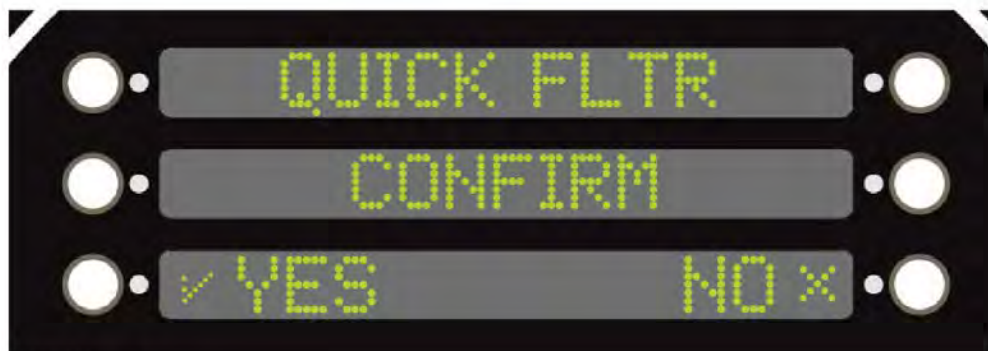 QUICK FLTR
CONFIRM
✓ YES NO ×